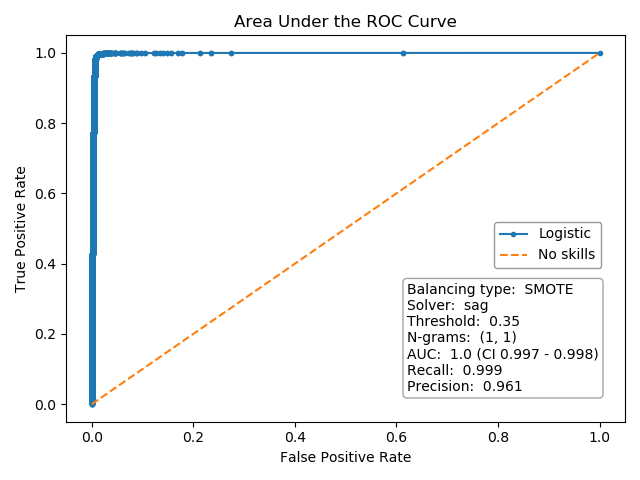 Area Under the ROC Curve
True Positive Rate
1.0
0.8
0.6
0.4
0.2
0.0
Logistic
No skills
Balancing type:  SMOTE
Solver:  sag
Threshold:  0.35
N-grams:  (1, 1)
AUC:  1.0 (CI 0.997 - 0.998)
Recall:  0.999
Precision:  0.961
0.0 0.2 0.4 0.6 0.8 1.0
False Positive Rate